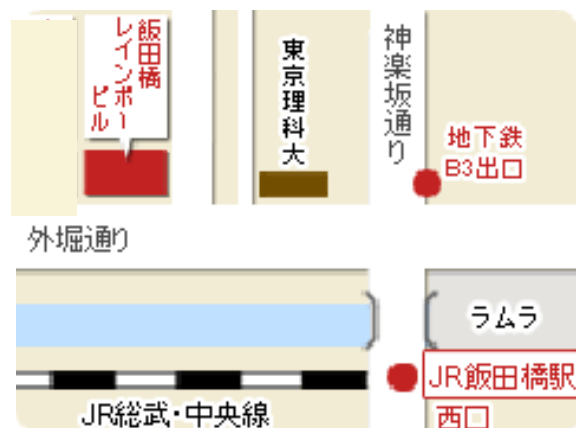 飯田橋
レインボー
ビル
東京理科大
神楽坂通り
地下鉄
B3出口
外堀通り
ラムラ
JR飯田橋駅
西口
JR総武・中央線